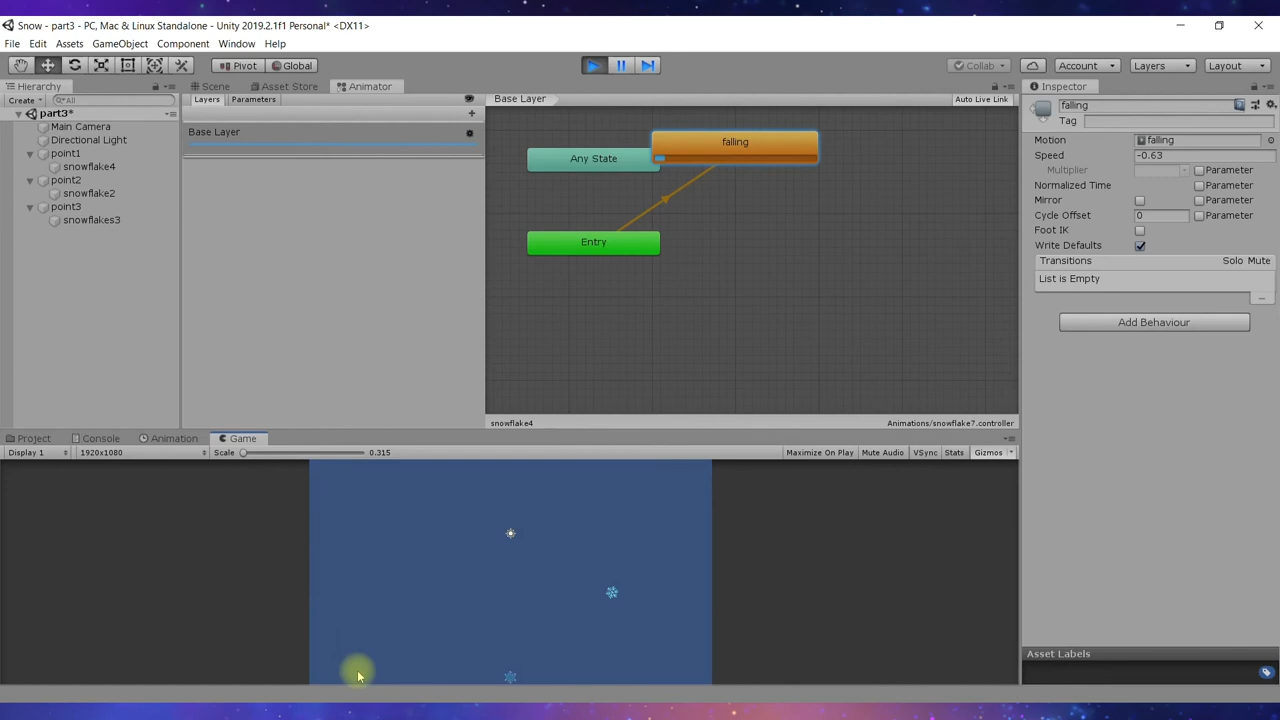 Snow - part3 - PC, Mac & Linux Standalone - Unity 2019.2.1f1 Personal* <DX11>
File Edit Assets GameObject Component Window Help
Pivot Global Collab Account Layers Layout
Hierarchy Scene Asset Store Animator Inspector
Create All Layers Parameters Base Layer Auto Live Link falling
part3* Tag
Main Camera Base Layer falling Motion falling
Directional Light Speed -0.63
point1 Any State Multiplier Parameter
snowflake4 Normalized Time Parameter
point2 Mirror Parameter
snowflake2 Cycle Offset 0 Parameter
point3 Foot IK
snowflakes3 Entry Write Defaults
Transitions Solo Mute
List is Empty
Add Behaviour
snowflake4 Animations/snowflake7.controller
Project Console Animation Game
Display 1 1920x1080 Scale 0.315 Maximize On Play Mute Audio VSync Stats Gizmos
Asset Labels